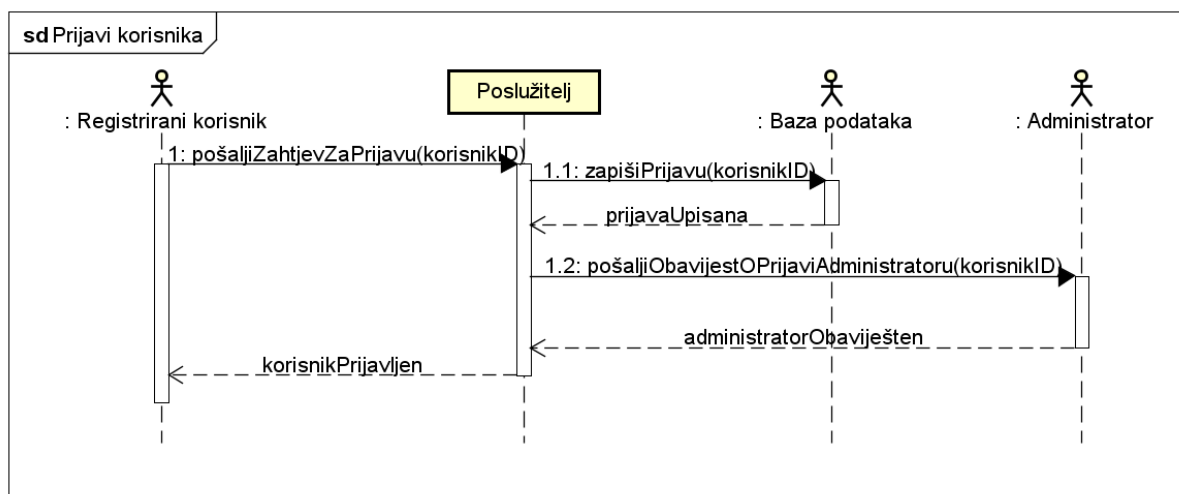 sd Prijavi korisnika
: Registrirani korisnik
Poslužitelj
: Baza podataka
: Administrator
1: pošaljiZahtjevZaPrijavu(korisnikID)
1.1: zapišiPrijavu(korisnikID)
prijavaUpisana
1.2: pošaljiObavijestOPrijaviAdministratoru(korisnikID)
administratorObaviješten
korisnikPrijavljen